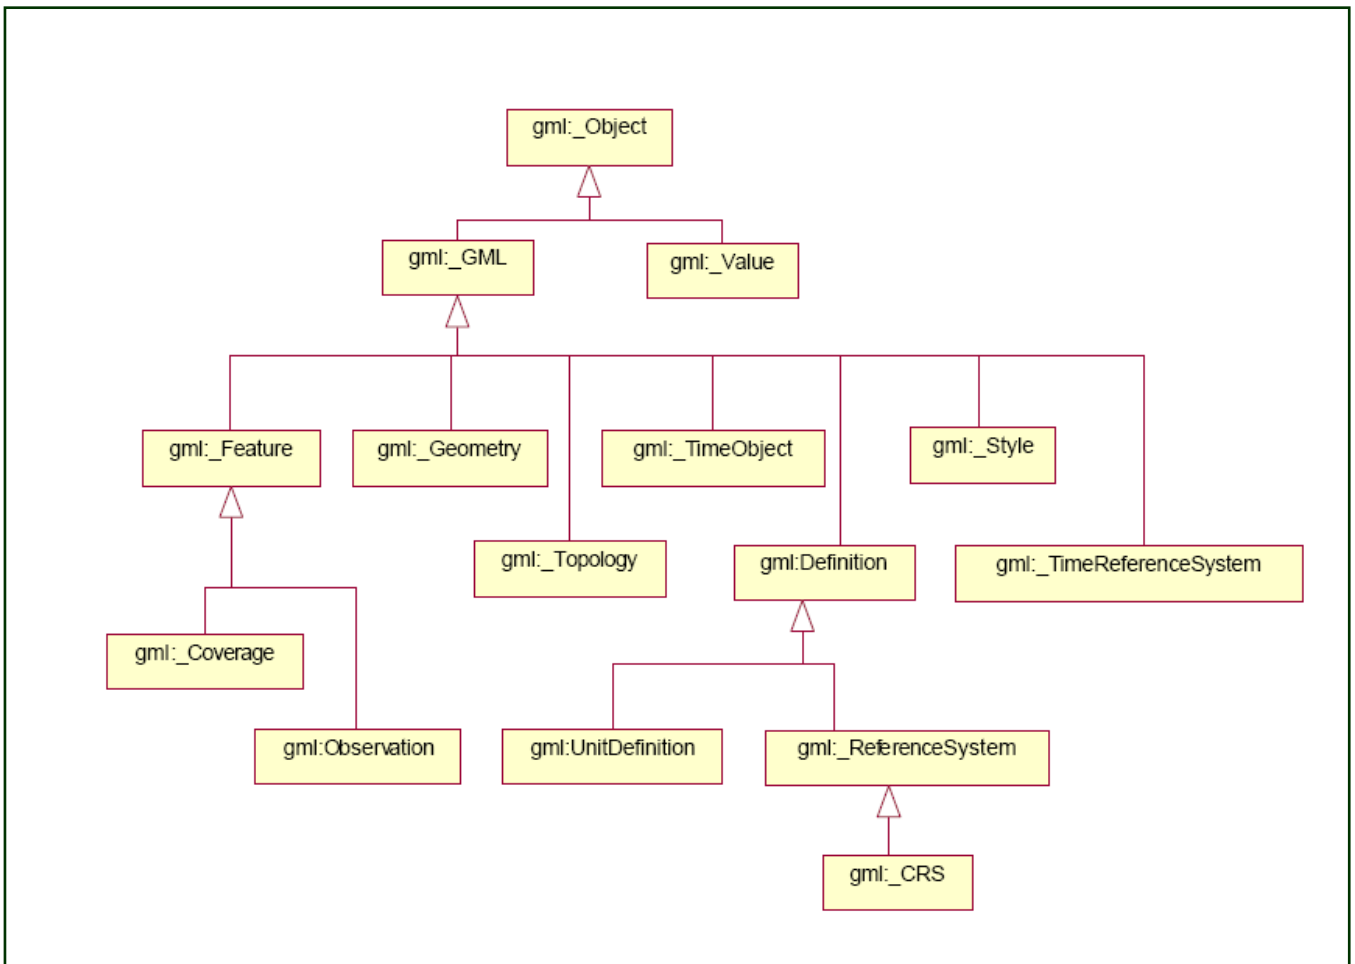 gml:_Object
gml:_GML
gml:_Value
gml:_Feature
gml:_Geometry
gml:_TimeObject
gml:_Style
gml:_Topology
gml:Definition
gml:_TimeReferenceSystem
gml:_Coverage
gml:Observation
gml:UnitDefinition
gml:_ReferenceSystem
gml:_CRS